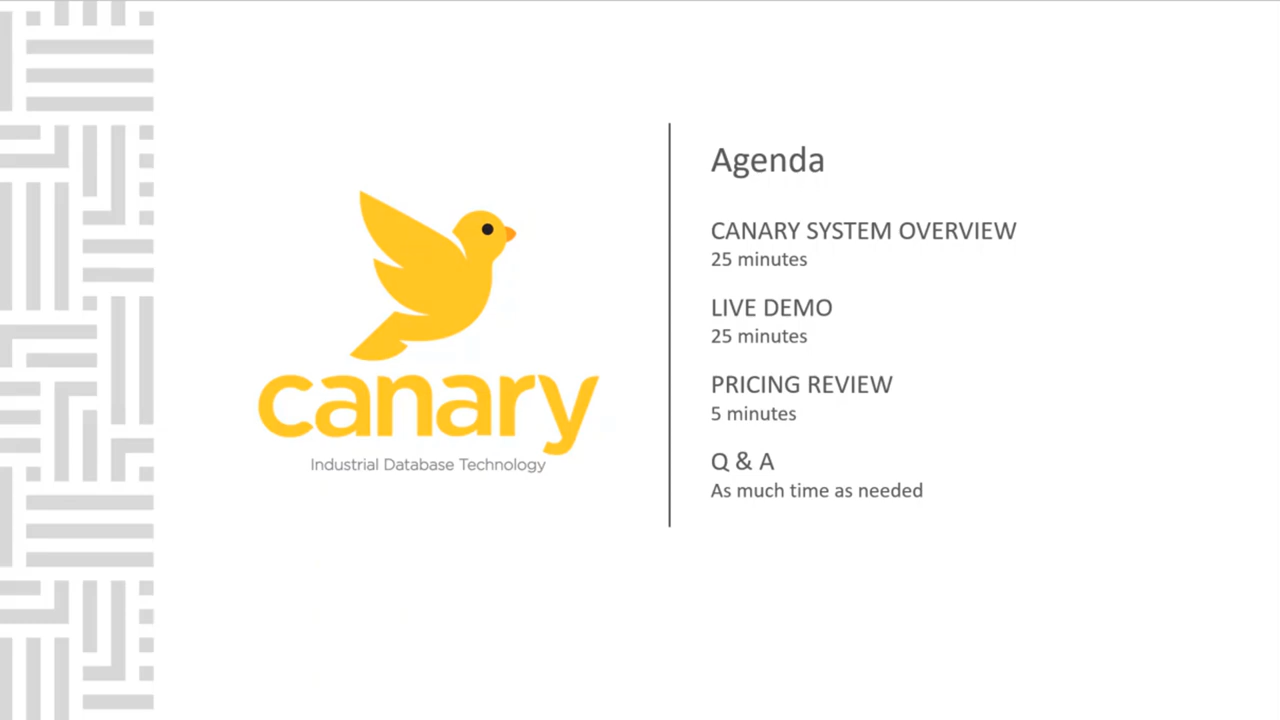 canary
Industrial Database Technology
Agenda
CANARY SYSTEM OVERVIEW
25 minutes
LIVE DEMO
25 minutes
PRICING REVIEW
5 minutes
Q & A
As much time as needed